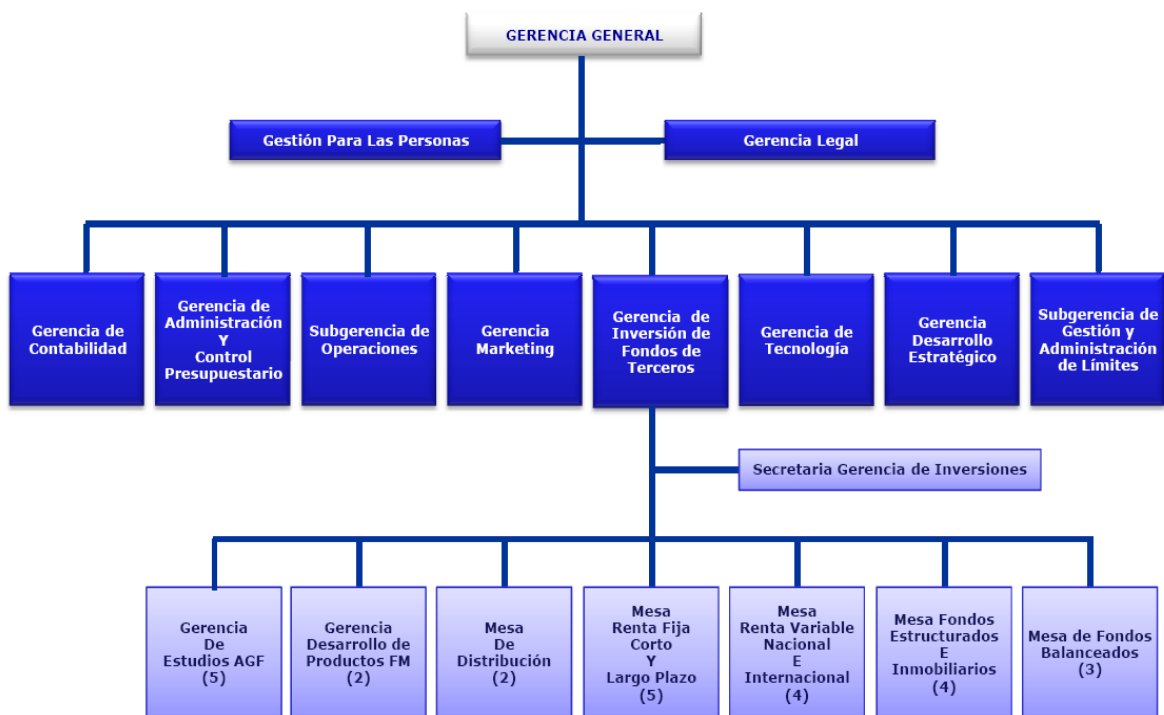 GERENCIA GENERAL
Gestión Para Las Personas
Gerencia Legal
Gerencia de
Contabilidad
Gerencia de
Administración
Y
Control
Presupuestario
Subgerencia de
Operaciones
Gerencia
Marketing
Gerencia de
Inversión de
Fondos de
Terceros
Gerencia de
Tecnología
Gerencia
Desarrollo
Estratégico
Subgerencia de
Gestión y
Administración
de Límites
Secretaria Gerencia de Inversiones
Gerencia
De
Estudios AGF
(5)
Gerencia
Desarrollo de
Productos FM
(2)
Mesa
De
Distribución
(2)
Mesa
Renta Fija
Corto
Y
Largo Plazo
(5)
Mesa
Renta Variable
Nacional
E
Internacional
(4)
Mesa Fondos
Estructurados
E
Inmobiliarios
(4)
Mesa de Fondos
Balanceados
(3)